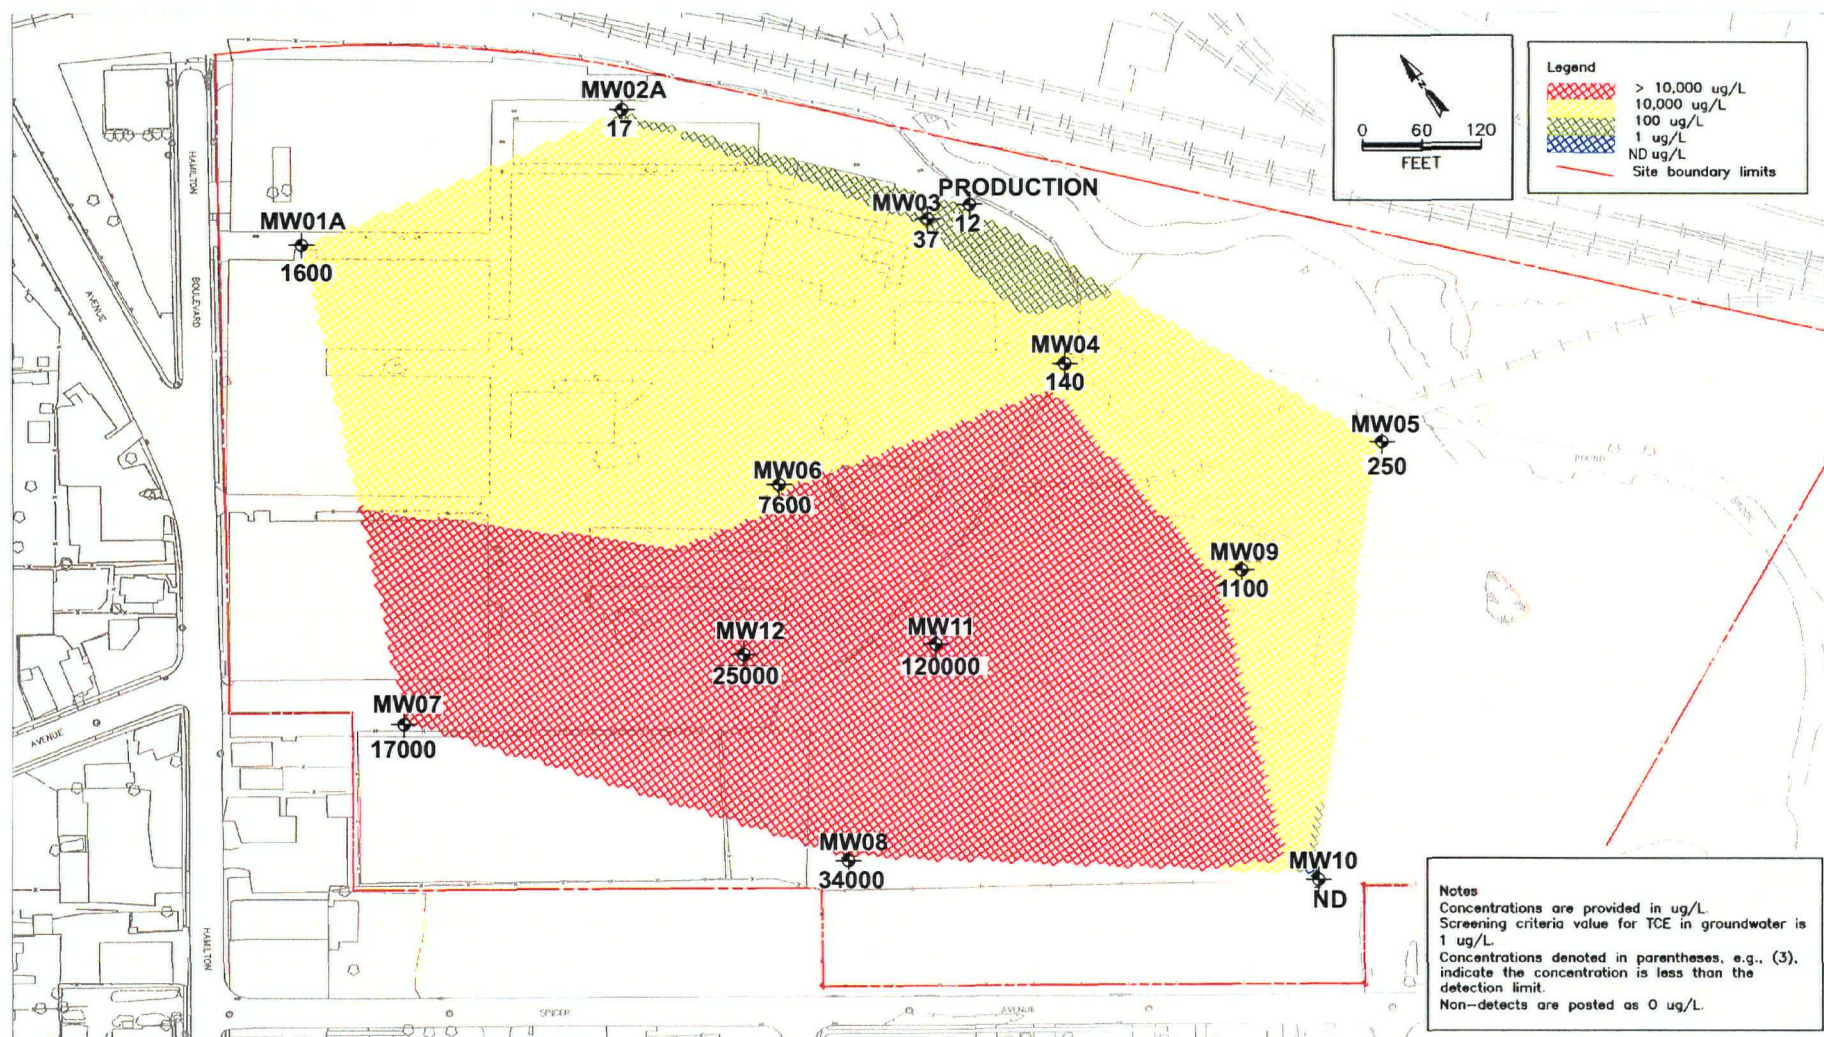 MW02A
17
MW01A
1600
PRODUCTION
12
MW03
37
MW04
140
MW05
250
MW06
7600
MW09
1100
MW12
25000
MW11
120000
MW07
17000
MW08
34000
MW10
ND
HAMILTON
BOULEVARD
AVENUE
AVENUE
HAMILTON
SPICER
AVENUE
POUND
N
0 60 120
FEET
Legend
> 10,000 ug/L
10,000 ug/L
100 ug/L
1 ug/L
ND ug/L
Site boundary limits
Notes
Concentrations are provided in ug/L.
Screening criteria value for TCE in groundwater is
1 ug/L.
Concentrations denoted in parentheses, e.g., (3),
indicate the concentration is less than the
detection limit.
Non-detects are posted as 0 ug/L.